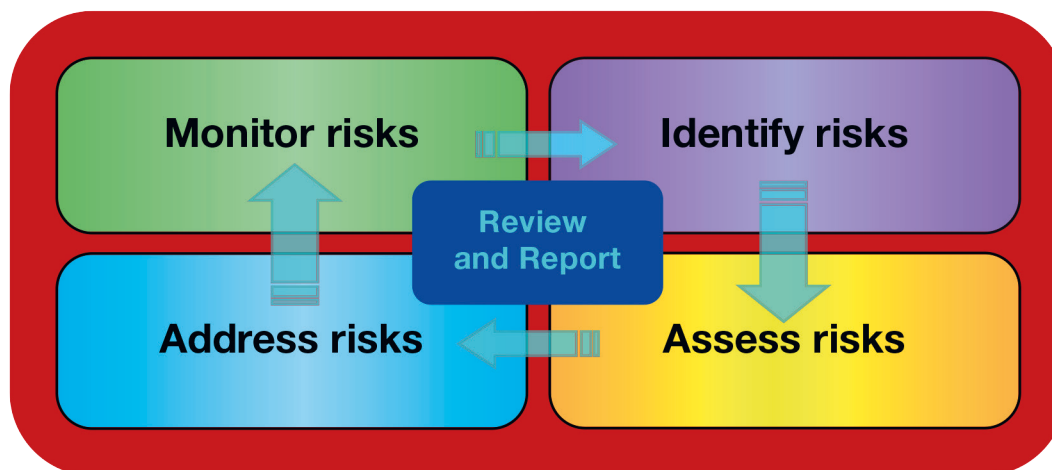 Monitor risks
Identify risks
Review
and Report
Address risks
Assess risks